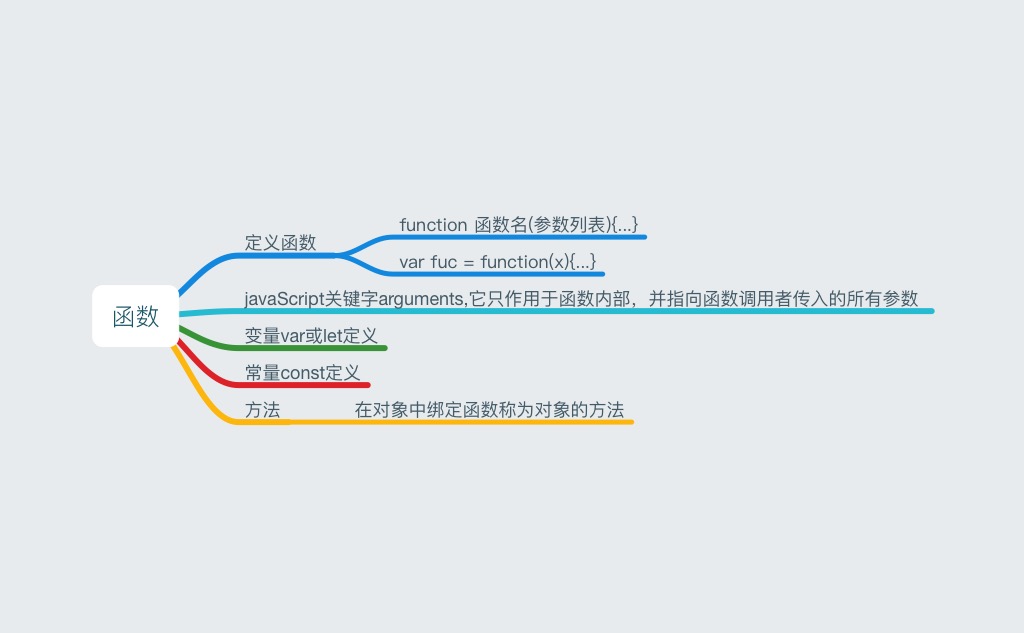 函数
定义函数
function 函数名(参数列表){...}
var fuc = function(x){...}
javaScript关键字arguments,它只作用于函数内部，并指向函数调用者传入的所有参数
变量var或let定义
常量const定义
方法
在对象中绑定函数称为对象的方法